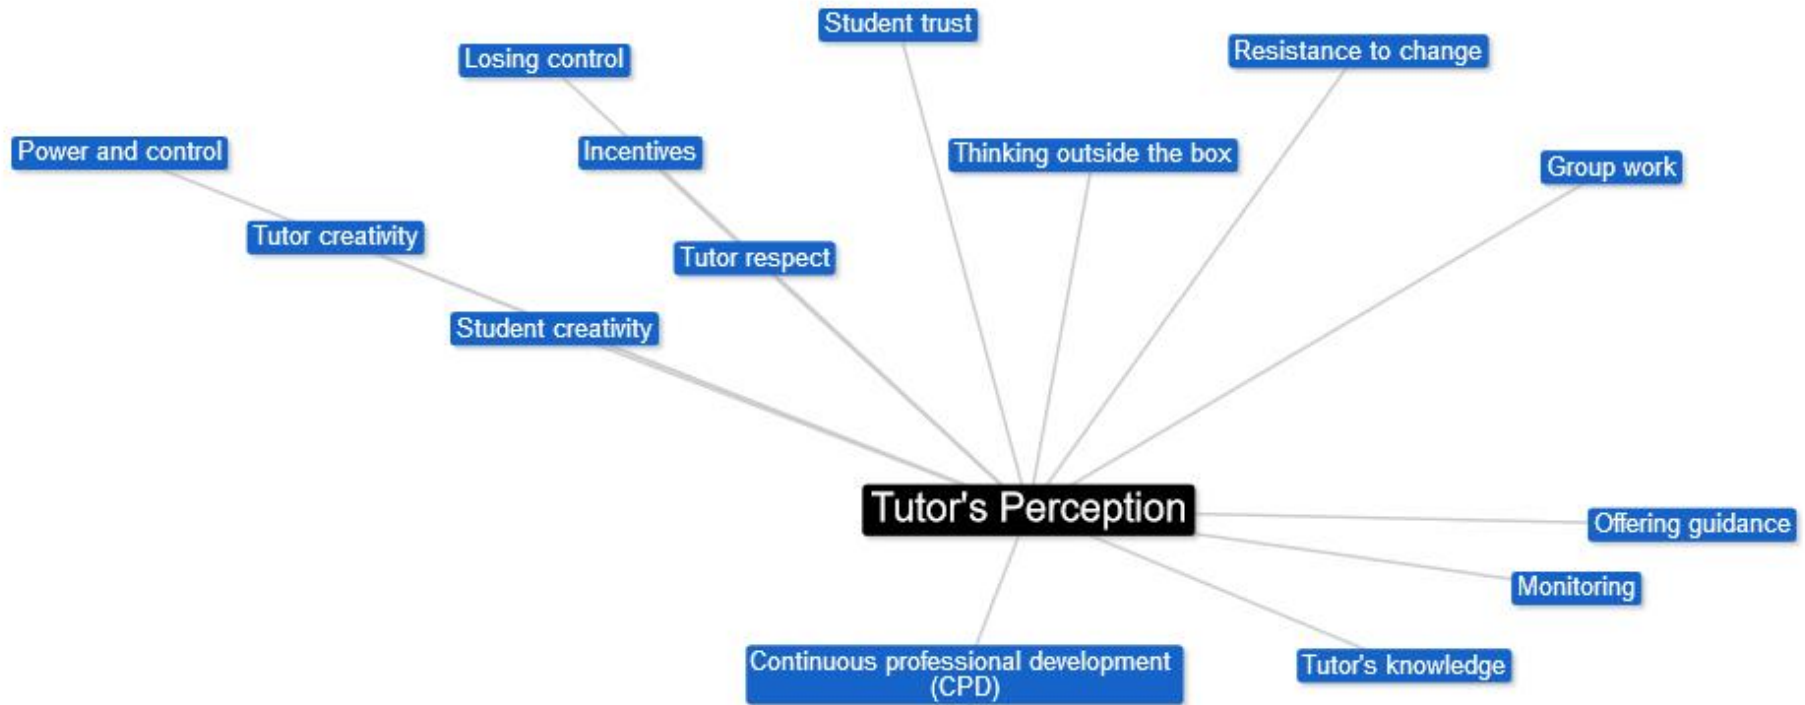 Student trust
Losing control
Resistance to change
Power and control
Incentives
Thinking outside the box
Group work
Tutor creativity
Tutor respect
Student creativity
Tutor's Perception
Offering guidance
Monitoring
Continuous professional development
(CPD)
Tutor's knowledge